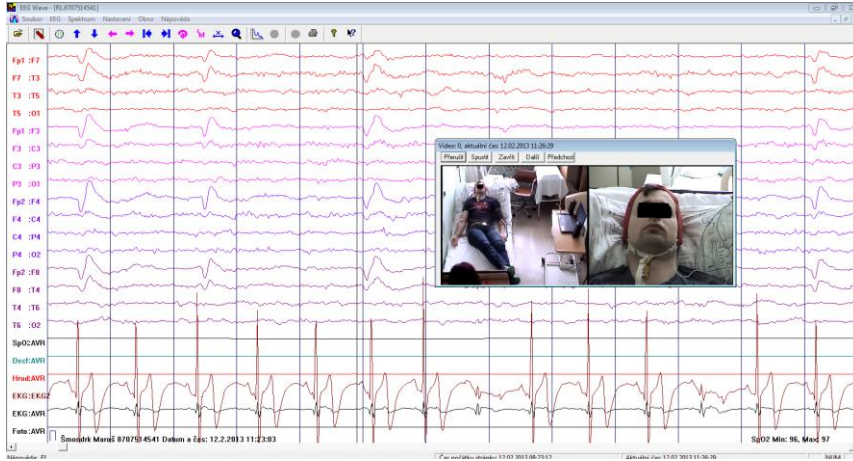 EEG Wave - [R1.8707514541]
Soubor EEG Spektrum Nastavení Okno Nápověda
Fp1 :F7
F7 :T3
T3 :T5
T5 :O1
Fp1 :F3
F3 :C3
C3 :P3
P3 :O1
Fp2 :F4
F4 :C4
C4 :P4
P4 :O2
Fp2 :F8
F8 :T4
T4 :T6
T6 :O2
SpO2:AVR
Decf:AVR
Hrud:AVR
EKG:EKG2
EKG:AVR
Foto:AVR
Video: 0, aktuální čas: 12.02.2013 11:26:29
Přerušit Spustit Zavřít Další Předchozí
Šmondrk Maroš 8707514541 Datum a čas: 12.2.2013 11:23:03
SpO2 Min: 96, Max: 97
Nápověda: F1
Čas počátku stránky: 12.02.2013 08:23:12
Aktuální čas: 12.02.2013 11:26:29
NUM